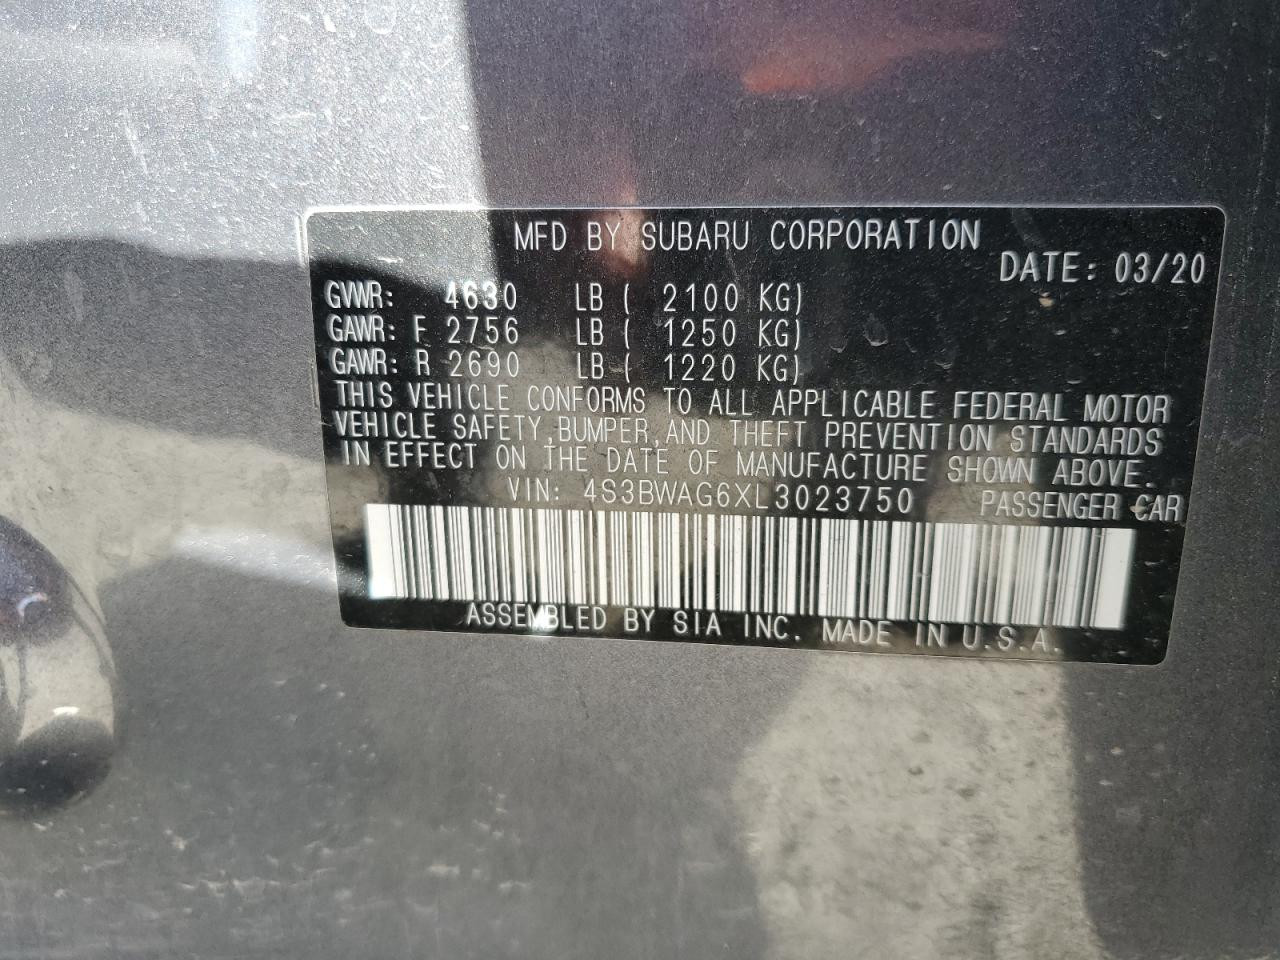 MFD BY SUBARU CORPORATION
DATE: 03/20
GVWR: 4630 LB ( 2100 KG)
GAWR: F 2756 LB ( 1250 KG)
GAWR: R 2690 LB ( 1220 KG)
THIS VEHICLE CONFORMS TO ALL APPLICABLE FEDERAL MOTOR
VEHICLE SAFETY,BUMPER,AND THEFT PREVENTION STANDARDS
IN EFFECT ON THE DATE OF MANUFACTURE SHOWN ABOVE.
VIN: 4S3BWAG6XL3023750 PASSENGER CAR
ASSEMBLED BY SIA INC. MADE IN U.S.A.